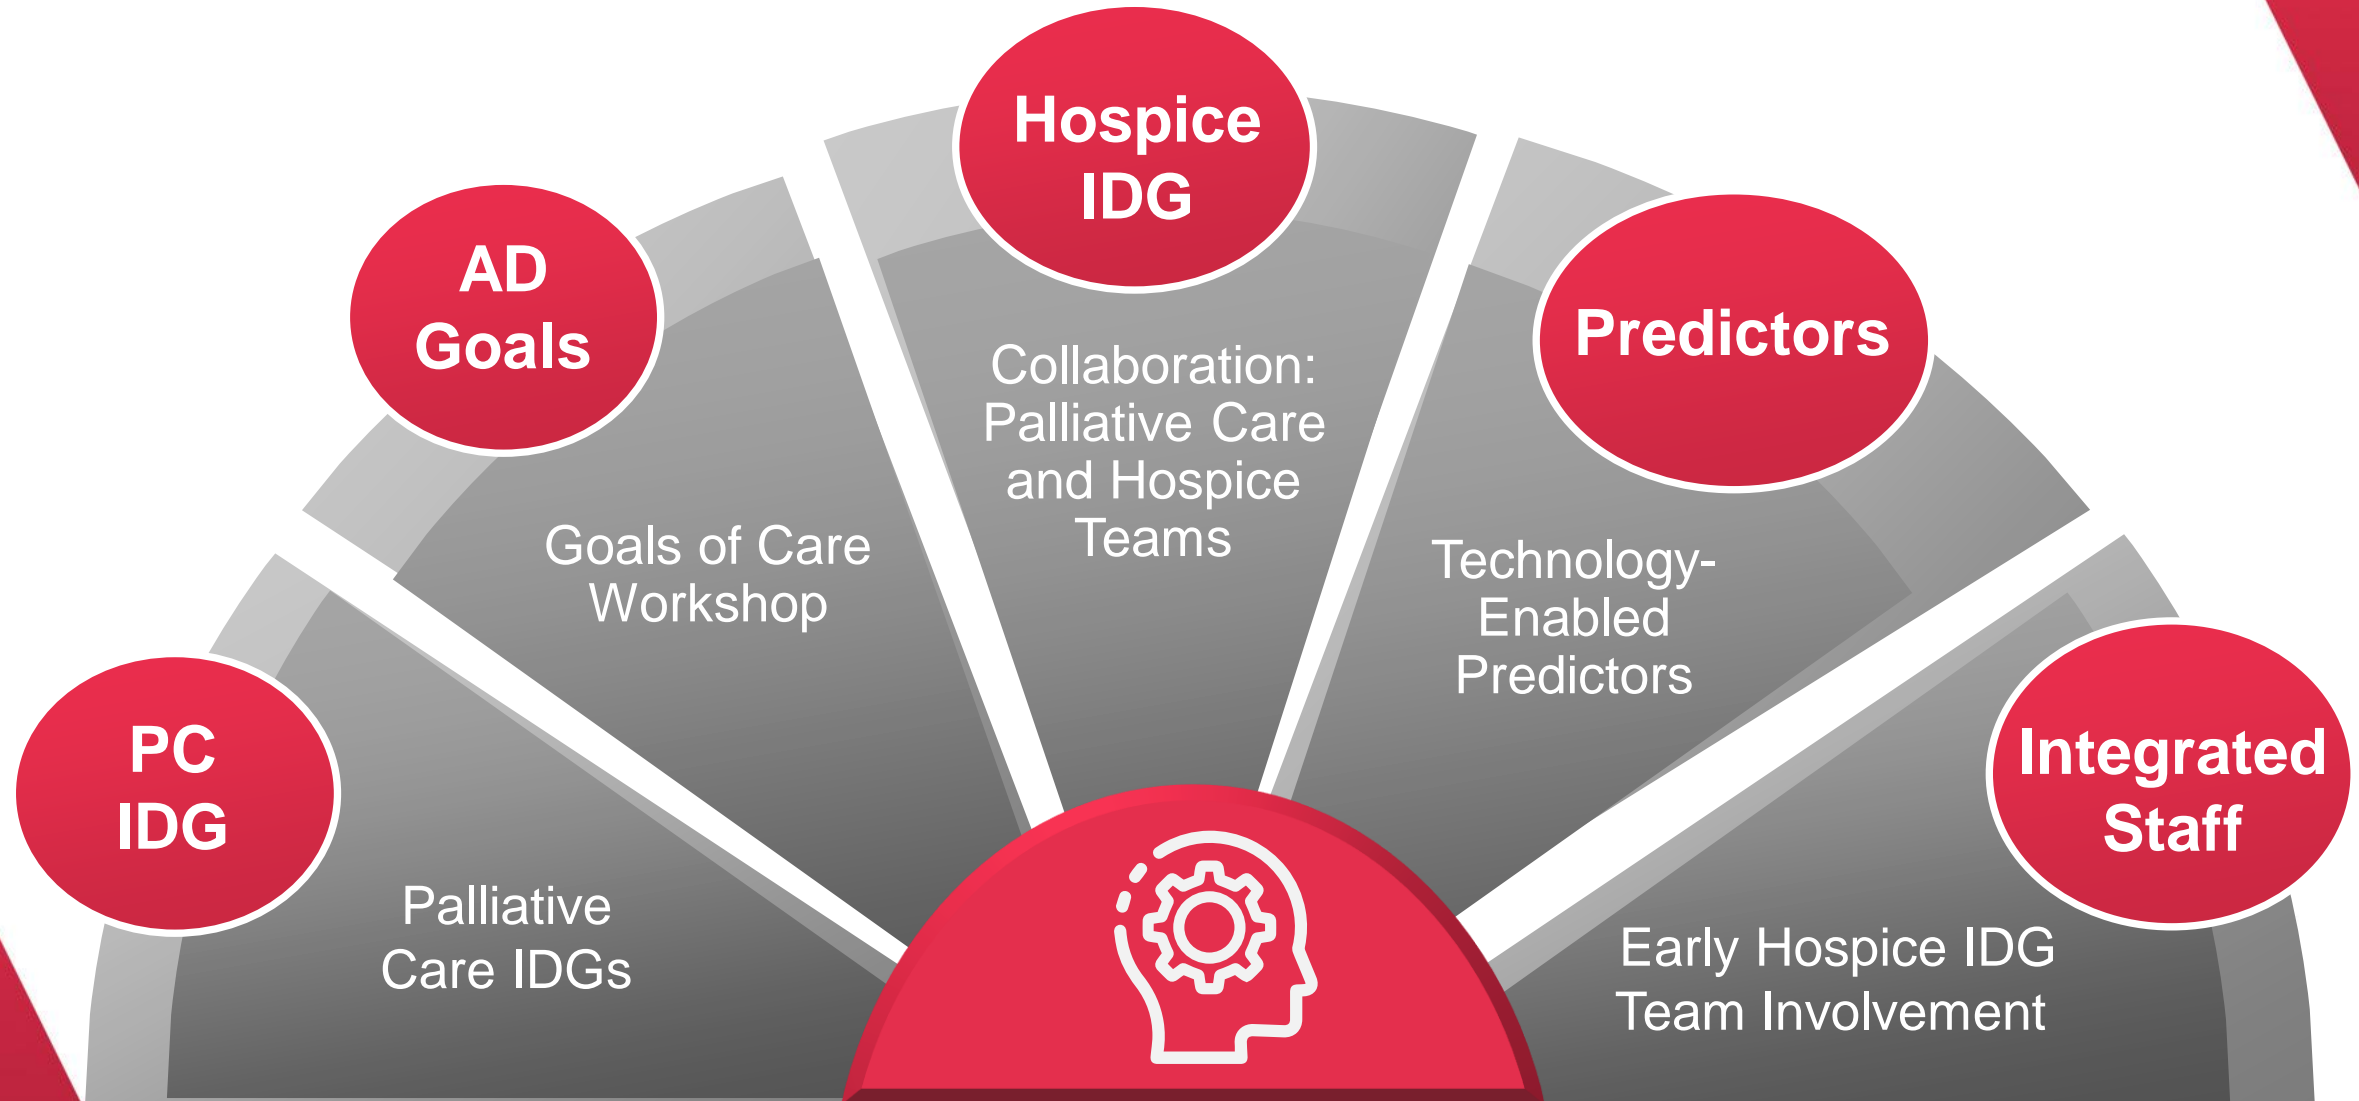 PC
IDG
Palliative
Care IDGs
AD
Goals
Goals of Care
Workshop
Hospice
IDG
Collaboration:
Palliative Care
and Hospice
Teams
Predictors
Technology-
Enabled
Predictors
Integrated
Staff
Early Hospice IDG
Team Involvement